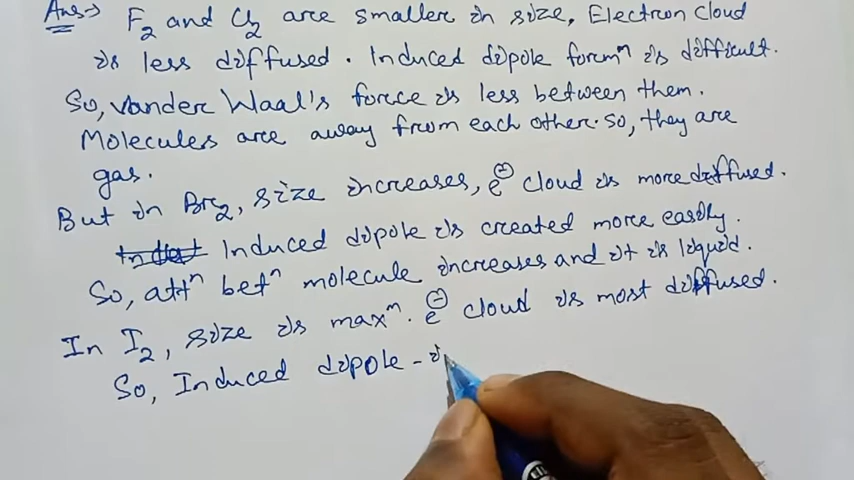 Ans→ F2 and Cl2 are smaller in size, Electron Cloud
is less diffused. Induced dipole formⁿ is difficult.
So, Vander Waal's force is less between them.
Molecules are away from each other. So, they are
gas.
But in Br2, size increases, e⊖ cloud is more diffused.
Induced dipole is created more easily.
So, attⁿ betⁿ molecule increases and it is liquid.
In I2, size is maxᵐ. e⊖ cloud is most diffused.
So, Induced dipole - i